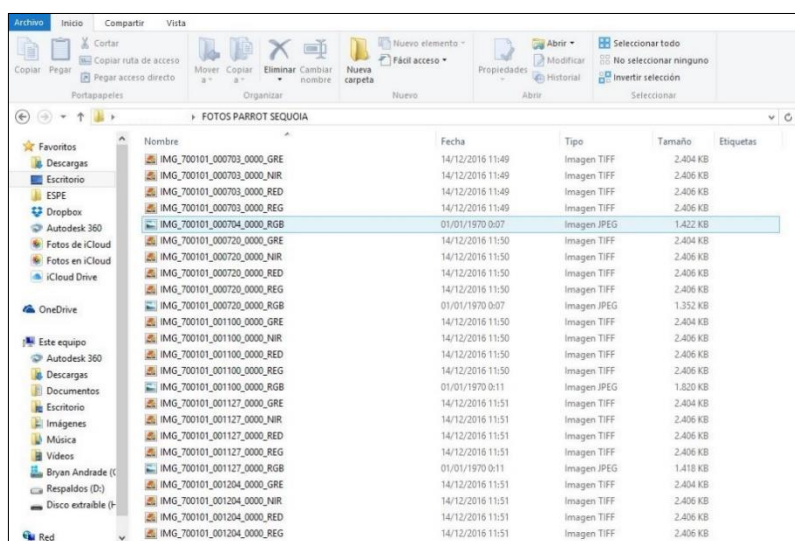 Archivo Inicio Compartir Vista
Copiar Pegar Cortar Copiar ruta de acceso Pegar acceso directo
Mover a Copiar a Eliminar Cambiar nombre
Nueva carpeta Nuevo elemento Fácil acceso
Propiedades Abrir Modificar Historial
Seleccionar todo No seleccionar ninguno Invertir selección
Portapapeles Organizar Nuevo Abrir Seleccionar
FOTOS PARROT SEQUOIA
Favoritos
Descargas
Escritorio
ESPE
Dropbox
Autodesk 360
Fotos de iCloud
Fotos en iCloud
iCloud Drive
OneDrive
Este equipo
Autodesk 360
Descargas
Documentos
Escritorio
Imágenes
Música
Vídeos
Bryan Andrade (
Respaldos (D:)
Disco extraíble (H
Red
Nombre Fecha Tipo Tamaño Etiquetas
IMG_700101_000703_0000_GRE 14/12/2016 11:49 Imagen TIFF 2.404 KB
IMG_700101_000703_0000_NIR 14/12/2016 11:49 Imagen TIFF 2.406 KB
IMG_700101_000703_0000_RED 14/12/2016 11:49 Imagen TIFF 2.406 KB
IMG_700101_000703_0000_REG 14/12/2016 11:49 Imagen TIFF 2.406 KB
IMG_700101_000704_0000_RGB 01/01/1970 0:07 Imagen JPEG 1.422 KB
IMG_700101_000720_0000_GRE 14/12/2016 11:50 Imagen TIFF 2.404 KB
IMG_700101_000720_0000_NIR 14/12/2016 11:50 Imagen TIFF 2.406 KB
IMG_700101_000720_0000_RED 14/12/2016 11:50 Imagen TIFF 2.406 KB
IMG_700101_000720_0000_REG 14/12/2016 11:50 Imagen TIFF 2.406 KB
IMG_700101_000720_0000_RGB 01/01/1970 0:07 Imagen JPEG 1.352 KB
IMG_700101_001100_0000_GRE 14/12/2016 11:50 Imagen TIFF 2.404 KB
IMG_700101_001100_0000_NIR 14/12/2016 11:50 Imagen TIFF 2.406 KB
IMG_700101_001100_0000_RED 14/12/2016 11:50 Imagen TIFF 2.406 KB
IMG_700101_001100_0000_REG 14/12/2016 11:50 Imagen TIFF 2.406 KB
IMG_700101_001100_0000_RGB 01/01/1970 0:11 Imagen JPEG 1.820 KB
IMG_700101_001127_0000_GRE 14/12/2016 11:51 Imagen TIFF 2.404 KB
IMG_700101_001127_0000_NIR 14/12/2016 11:51 Imagen TIFF 2.406 KB
IMG_700101_001127_0000_RED 14/12/2016 11:51 Imagen TIFF 2.406 KB
IMG_700101_001127_0000_REG 14/12/2016 11:51 Imagen TIFF 2.406 KB
IMG_700101_001127_0000_RGB 01/01/1970 0:11 Imagen JPEG 1.418 KB
IMG_700101_001204_0000_GRE 14/12/2016 11:51 Imagen TIFF 2.404 KB
IMG_700101_001204_0000_NIR 14/12/2016 11:51 Imagen TIFF 2.406 KB
IMG_700101_001204_0000_RED 14/12/2016 11:51 Imagen TIFF 2.406 KB
IMG_700101_001204_0000_REG 14/12/2016 11:51 Imagen TIFF 2.406 KB